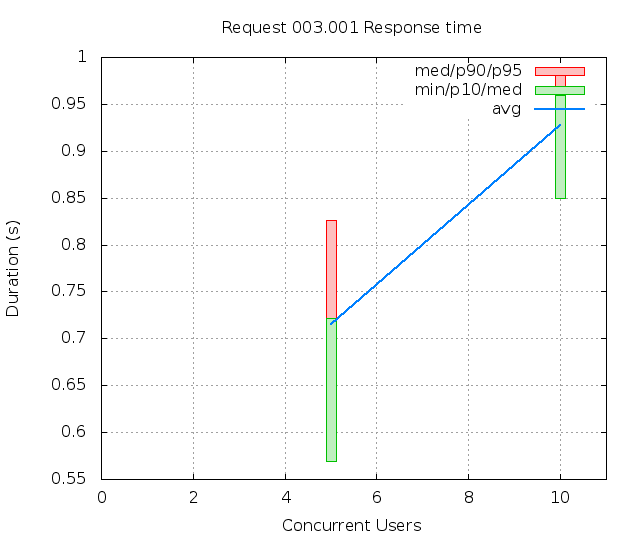 Request 003.001 Response time
med/p90/p95
min/p10/med
avg
1
0.95
0.9
0.85
0.8
0.75
0.7
0.65
0.6
0.55
Duration (s)
0 2 4 6 8 10
Concurrent Users